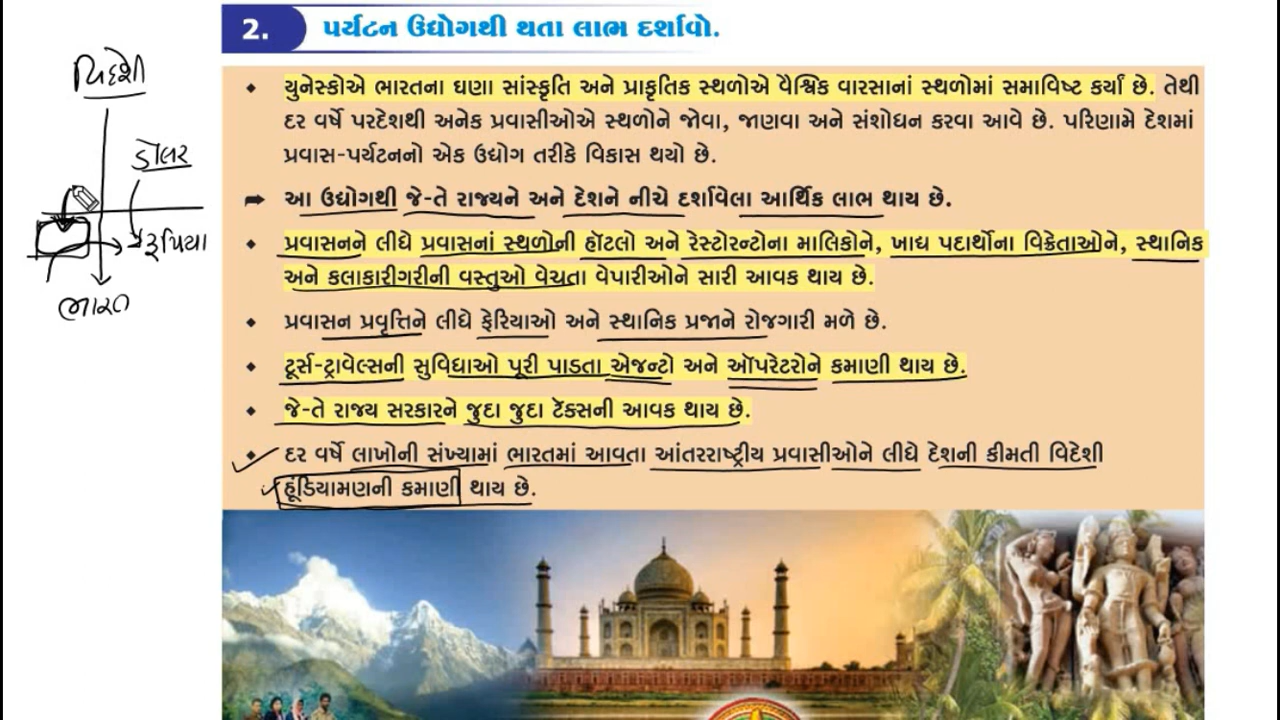 2. પર્યટન ઉદ્યોગથી થતા લાભ દર્શાવો.
વિદેશી
ડોલર
રૂપિયા
ભારત
• યુનેસ્કોએ ભારતના ઘણા સાંસ્કૃતિ અને પ્રાકૃતિક સ્થળોએ વૈશ્વિક વારસાનાં સ્થળોમાં સમાવિષ્ટ કર્યાં છે. તેથી
દર વર્ષે પરદેશથી અનેક પ્રવાસીઓએ સ્થળોને જોવા, જાણવા અને સંશોધન કરવા આવે છે. પરિણામે દેશમાં
પ્રવાસ-પર્યટનનો એક ઉદ્યોગ તરીકે વિકાસ થયો છે.
➡ આ ઉદ્યોગથી જે-તે રાજ્યને અને દેશને નીચે દર્શાવેલા આર્થિક લાભ થાય છે.
• પ્રવાસનને લીધે પ્રવાસનાં સ્થળોની હૉટલો અને રેસ્ટોરન્ટોના માલિકોને, ખાદ્ય પદાર્થોના વિક્રેતાઓને, સ્થાનિક
અને કલાકારીગરીની વસ્તુઓ વેચતા વેપારીઓને સારી આવક થાય છે.
• પ્રવાસન પ્રવૃત્તિને લીધે ફેરિયાઓ અને સ્થાનિક પ્રજાને રોજગારી મળે છે.
• ટૂર્સ-ટ્રાવેલ્સની સુવિધાઓ પૂરી પાડતા એજન્ટો અને ઑપરેટરોને કમાણી થાય છે.
• જે-તે રાજ્ય સરકારને જુદા જુદા ટૅક્સની આવક થાય છે.
• દર વર્ષે લાખોની સંખ્યામાં ભારતમાં આવતા આંતરરાષ્ટ્રીય પ્રવાસીઓને લીધે દેશની કીમતી વિદેશી
હૂંડિયામણની કમાણી થાય છે.